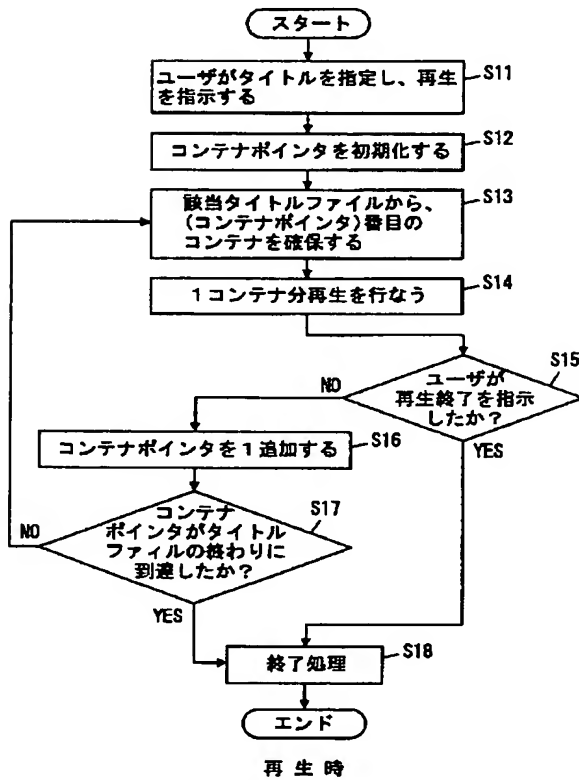 スタート
ユーザがタイトルを指定し、再生
を指示する
S11
コンテナポインタを初期化する
S12
該当タイトルファイルから、
(コンテナポインタ)番目の
コンテナを確保する
S13
1コンテナ分再生を行なう
S14
ユーザが
再生終了を指示
したか?
S15
NO
YES
コンテナポインタを1追加する
S16
コンテナ
ポインタがタイトル
ファィルの終わりに
到達したか?
S17
NO
YES
終了処理
S18
エンド
再生時